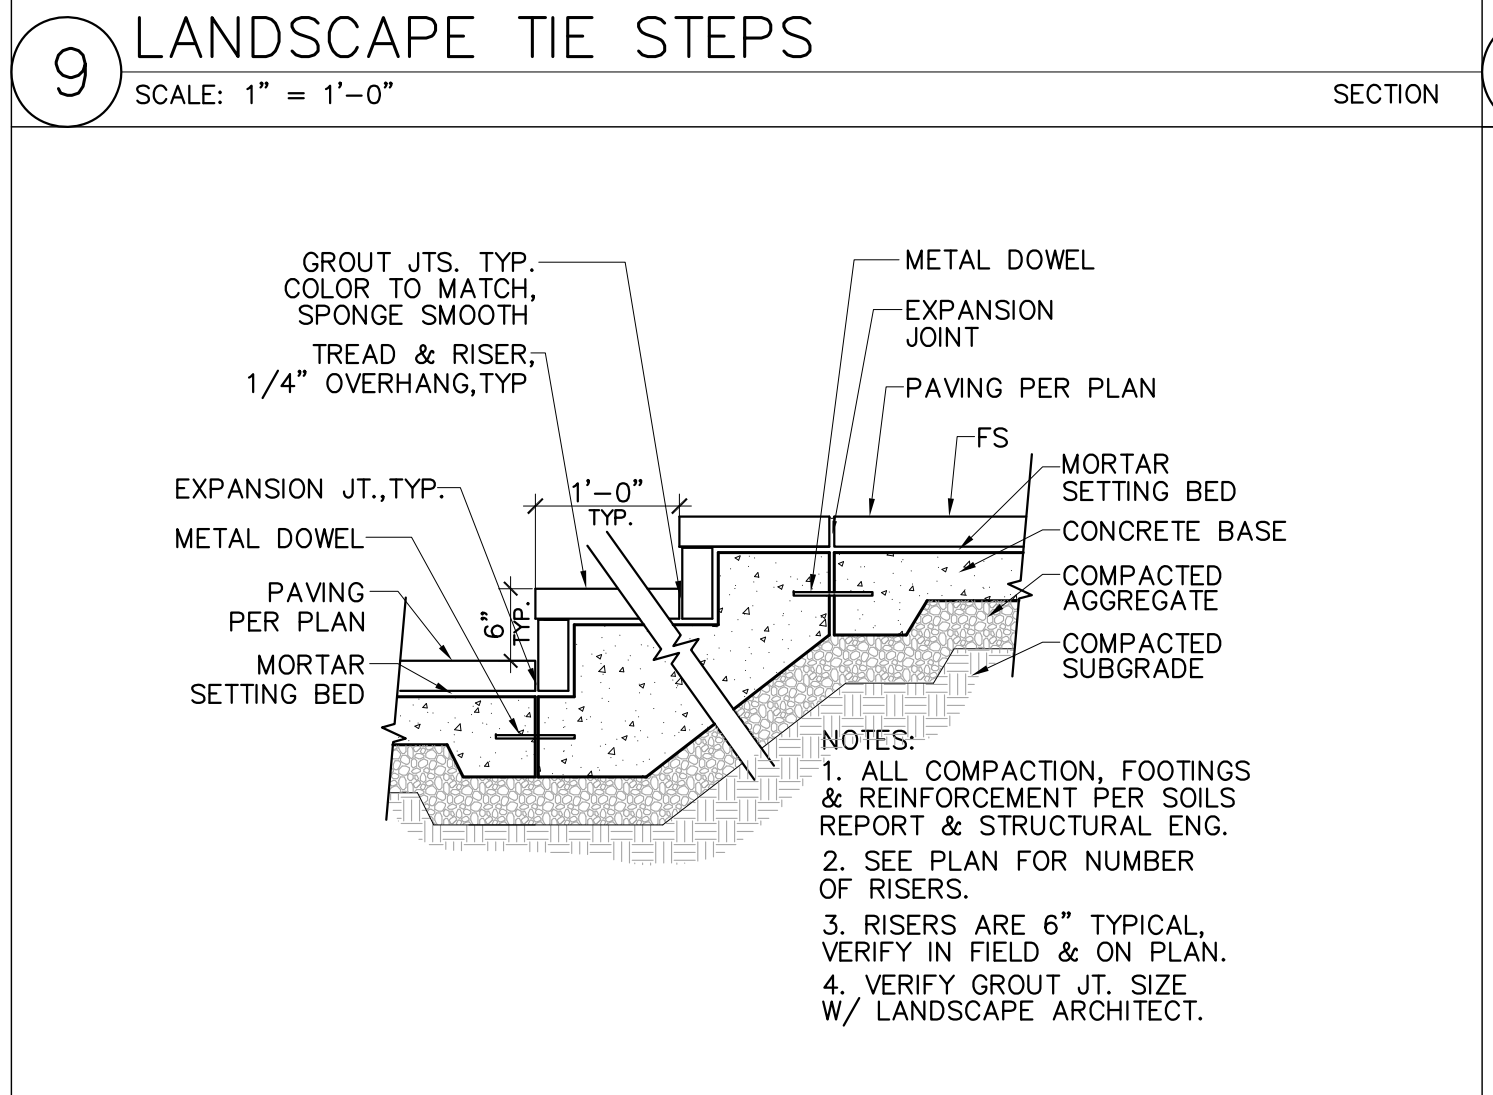 9
LANDSCAPE TIE STEPS
SCALE: 1” = 1’-0”
SECTION
GROUT JTS. TYP.
COLOR TO MATCH,
SPONGE SMOOTH
TREAD & RISER,
1/4” OVERHANG,TYP
EXPANSION JT.,TYP.
METAL DOWEL
PAVING
PER PLAN
MORTAR
SETTING BED
1’-0”
TYP.
6”
TYP.
METAL DOWEL
EXPANSION
JOINT
PAVING PER PLAN
FS
MORTAR
SETTING BED
CONCRETE BASE
COMPACTED
AGGREGATE
COMPACTED
SUBGRADE
NOTES:
1. ALL COMPACTION, FOOTINGS
& REINFORCEMENT PER SOILS
REPORT & STRUCTURAL ENG.
2. SEE PLAN FOR NUMBER
OF RISERS.
3. RISERS ARE 6” TYPICAL,
VERIFY IN FIELD & ON PLAN.
4. VERIFY GROUT JT. SIZE
W/ LANDSCAPE ARCHITECT.